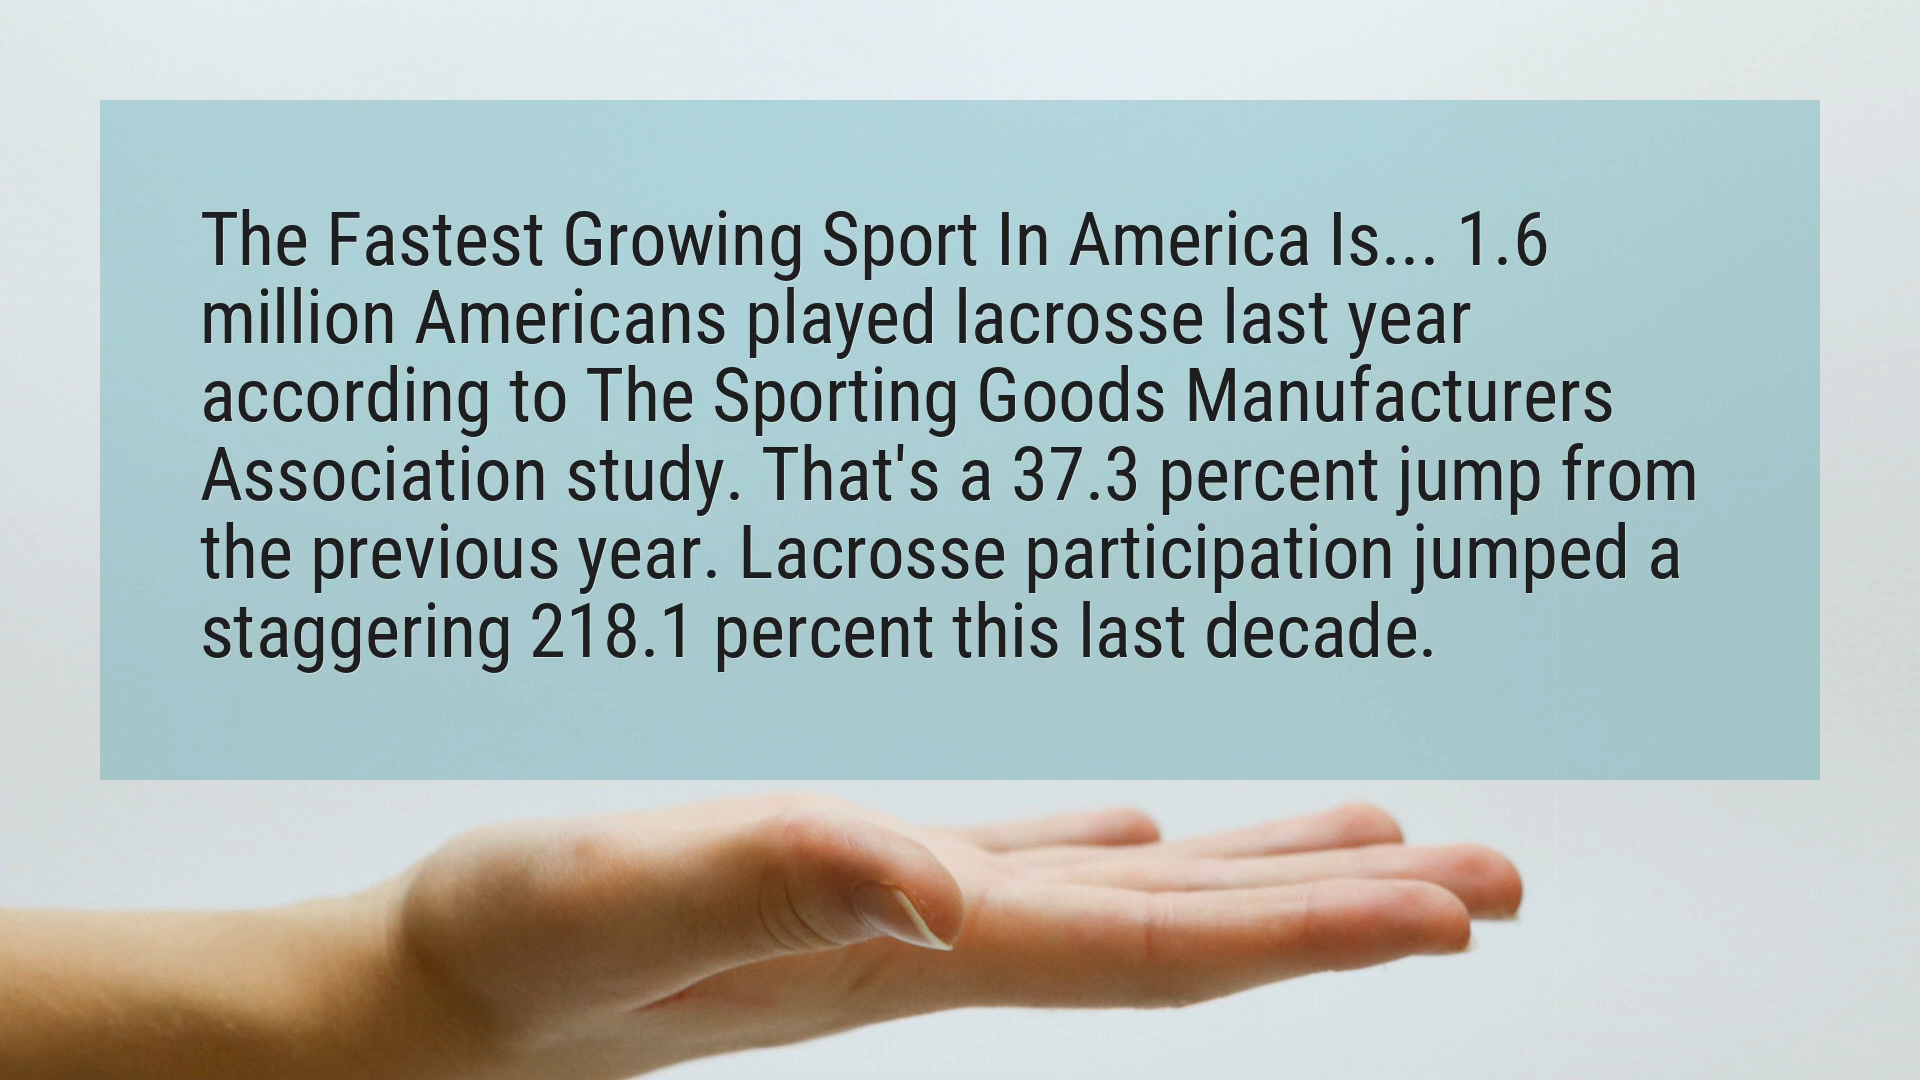 The Fastest Growing Sport In America Is... 1.6
million Americans played lacrosse last year
according to The Sporting Goods Manufacturers
Association study. That's a 37.3 percent jump from
the previous year. Lacrosse participation jumped a
staggering 218.1 percent this last decade.